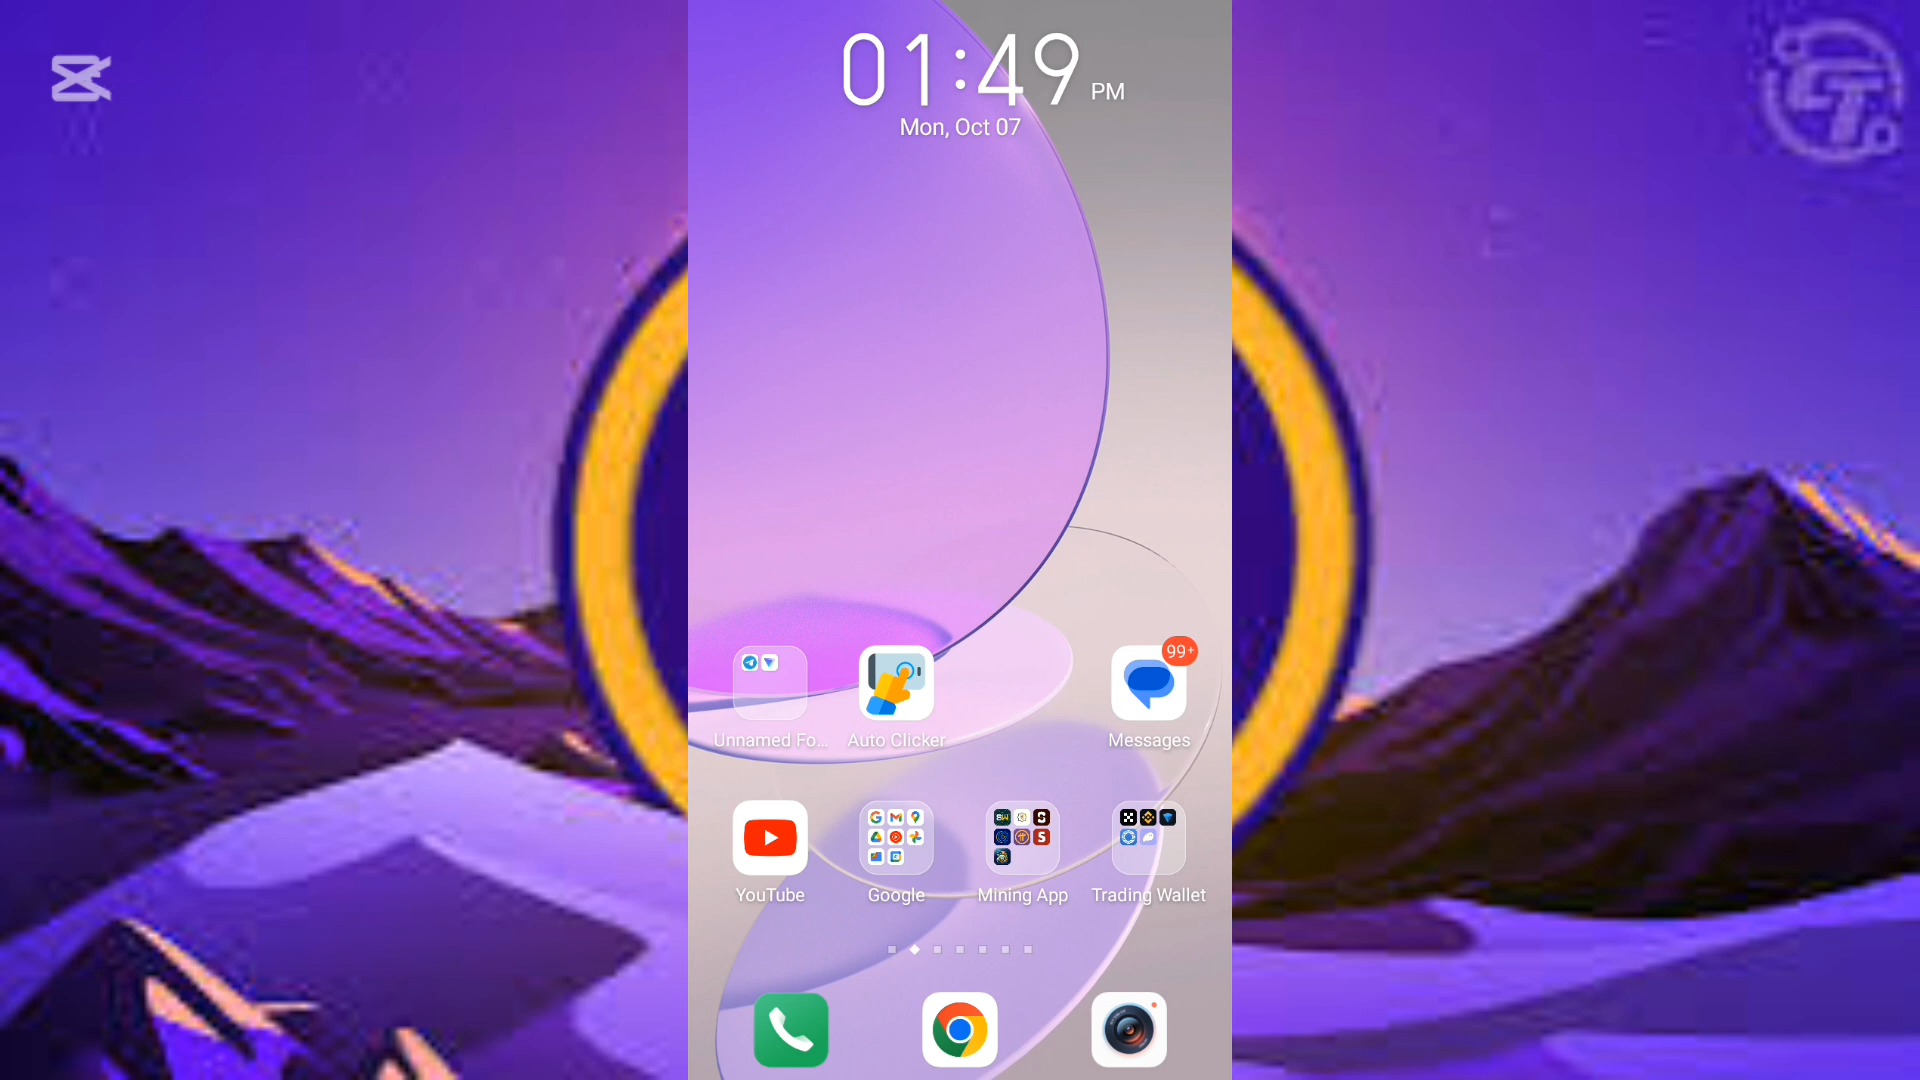 01:49 PM
Mon, Oct 07
99+
Unnamed Fo...
Auto Clicker
Messages
YouTube
Google
Mining App
Trading Wallet